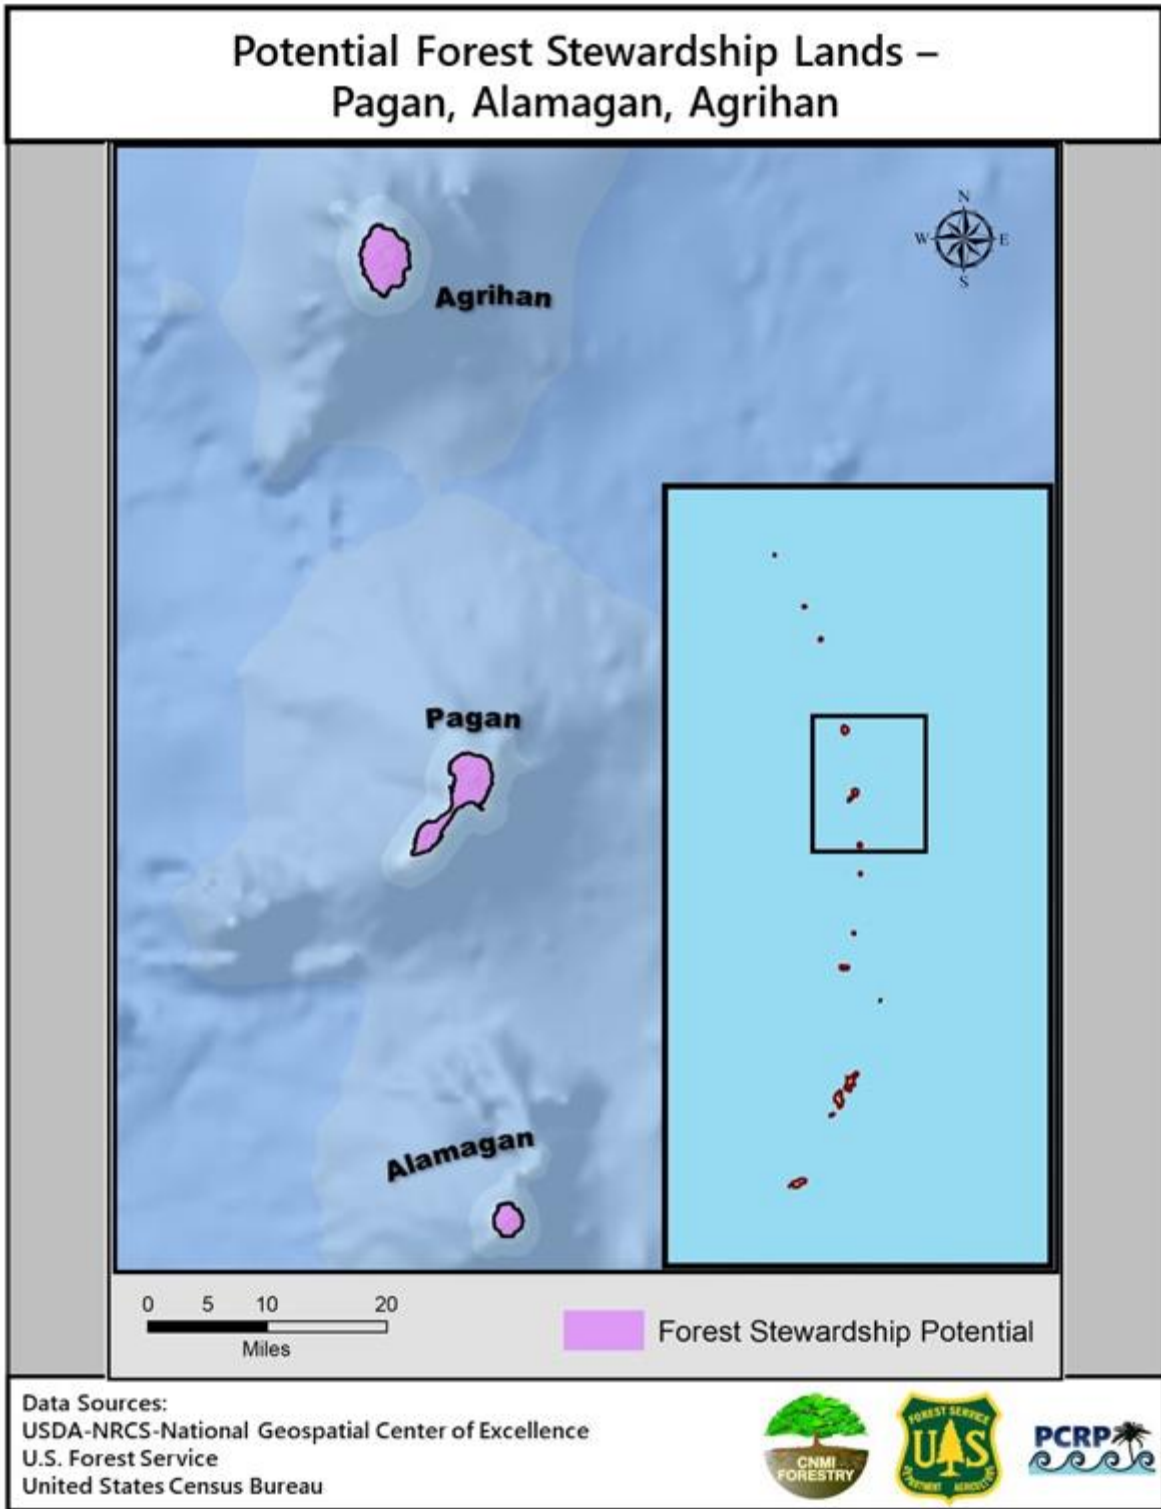 Potential Forest Stewardship Lands –
Pagan, Alamagan, Agrihan
N
W E
S
Agrihan
Pagan
Alamagan
0 5 10 20
Miles
Forest Stewardship Potential
Data Sources:
USDA-NRCS-National Geospatial Center of Excellence
U.S. Forest Service
United States Census Bureau
CNMI
FORESTRY
FOREST SERVICE
UAS
DEPARTMENT AGRICULTURE
PCRP